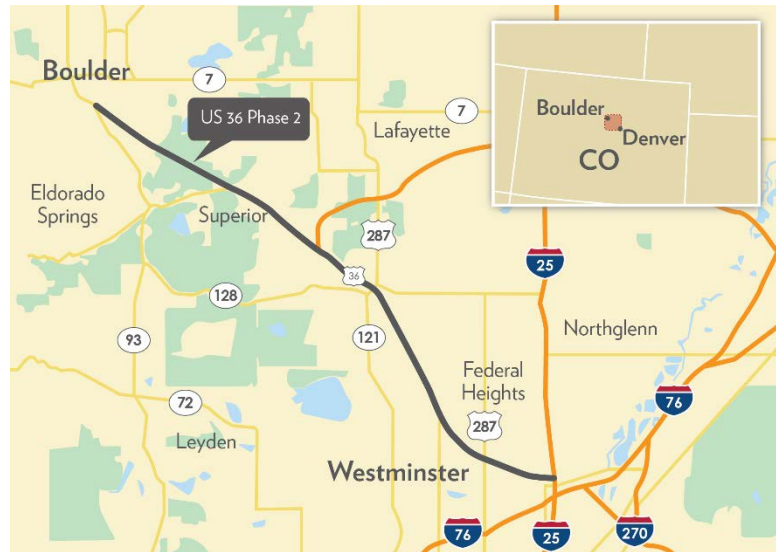 Boulder
7
US 36 Phase 2
7
Lafayette
Boulder
Denver
CO
Eldorado
Springs
Superior
287
25
36
128
93
121
Northglenn
Federal
Heights
76
72
287
Leyden
Westminster
76
25
270